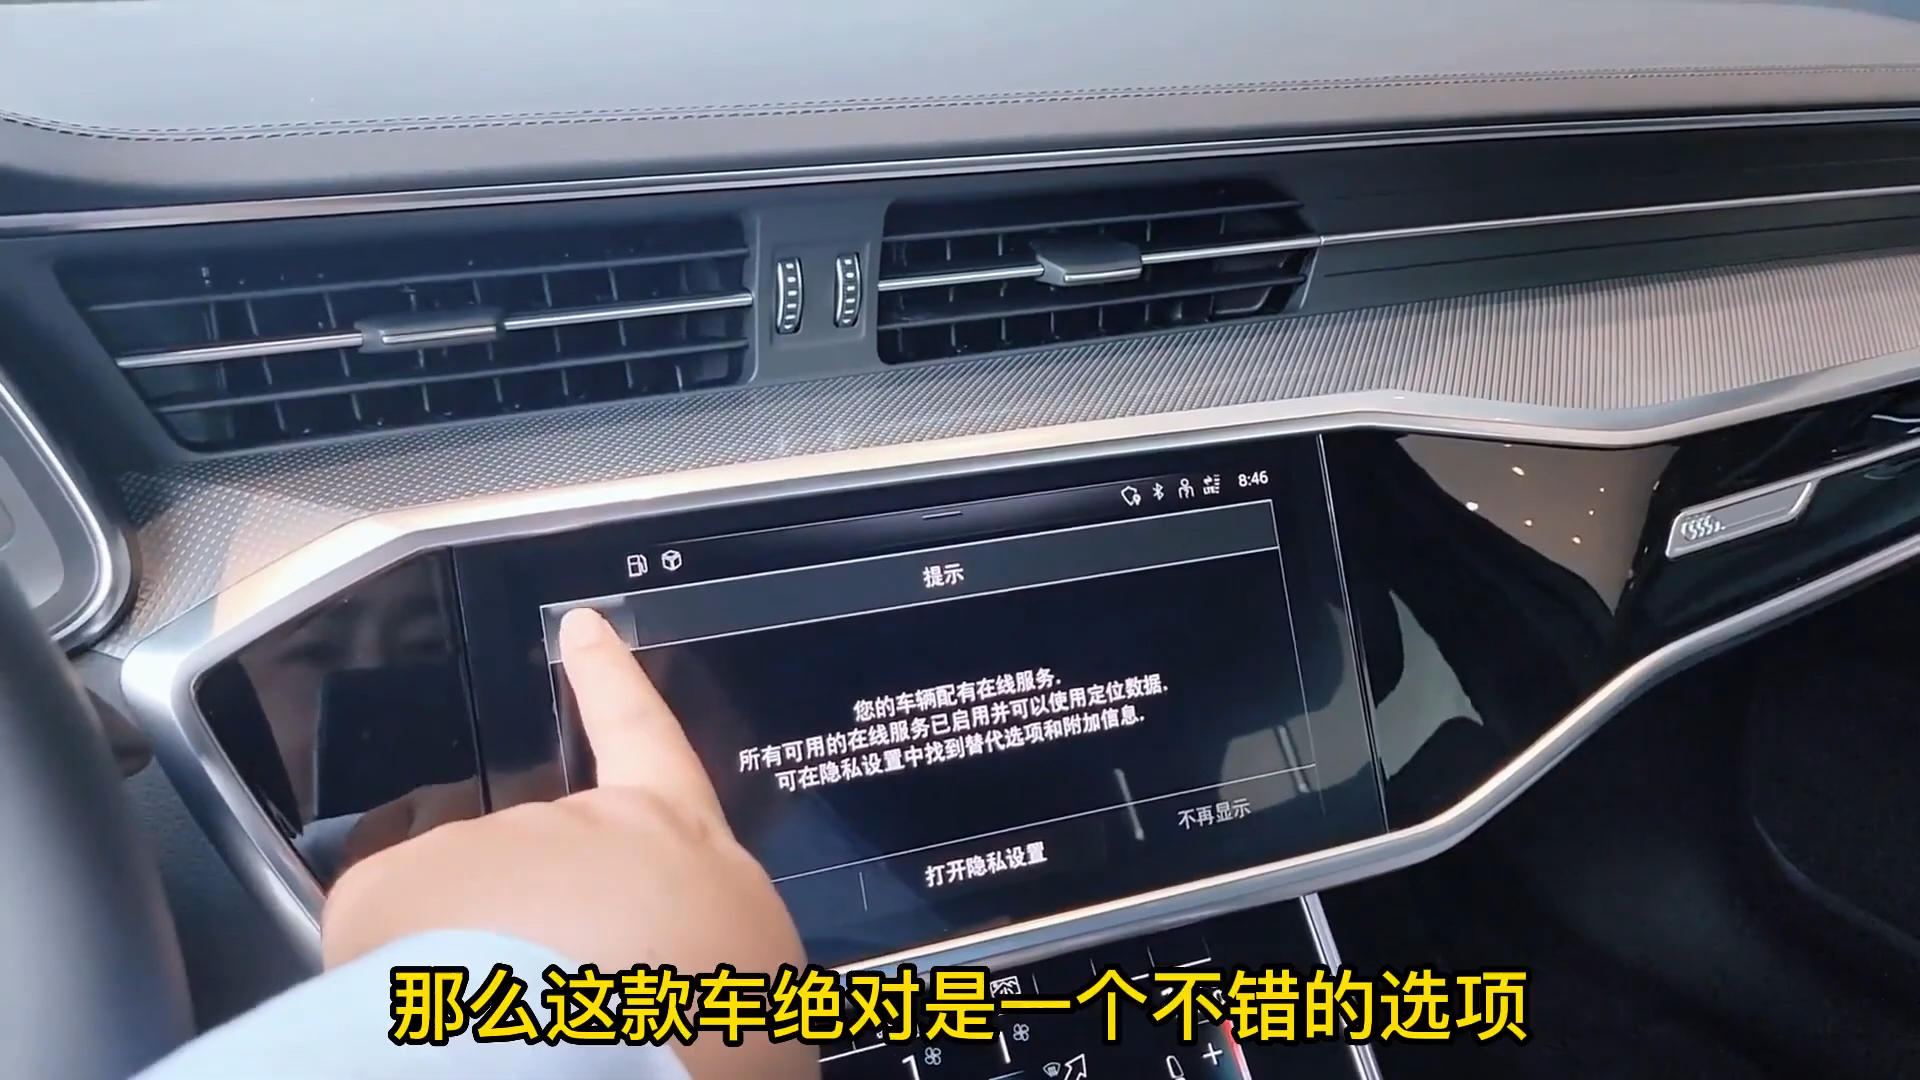 8:46
提示
您的车辆配有在线服务.
所有可用的在线服务已启用并可以使用定位数据.
可在隐私设置中找到替代选项和附加信息.
不再显示
打开隐私设置
那么这款车绝对是一个不错的选项
1 1 +